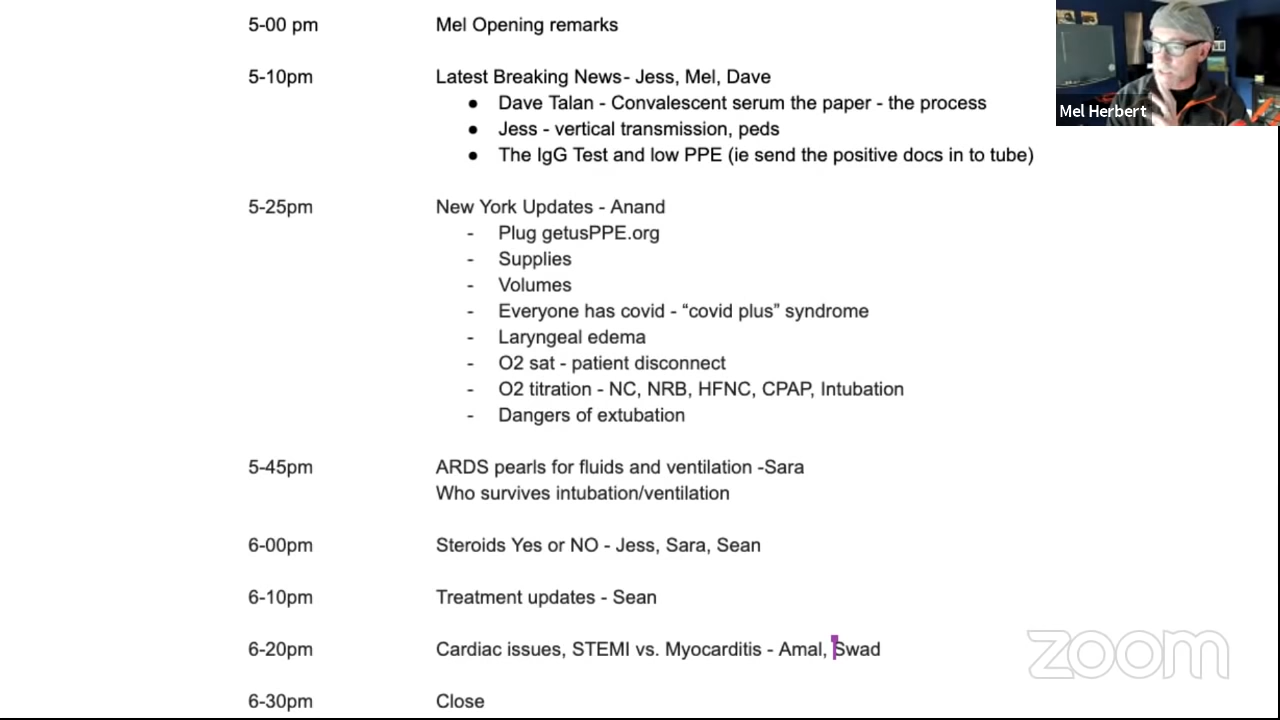 5-00 pm Mel Opening remarks
5-10pm Latest Breaking News- Jess, Mel, Dave
● Dave Talan - Convalescent serum the paper - the process
● Jess - vertical transmission, peds
● The IgG Test and low PPE (ie send the positive docs in to tube)
5-25pm New York Updates - Anand
- Plug getusPPE.org
- Supplies
- Volumes
- Everyone has covid - “covid plus” syndrome
- Laryngeal edema
- O2 sat - patient disconnect
- O2 titration - NC, NRB, HFNC, CPAP, Intubation
- Dangers of extubation
5-45pm ARDS pearls for fluids and ventilation -Sara
Who survives intubation/ventilation
6-00pm Steroids Yes or NO - Jess, Sara, Sean
6-10pm Treatment updates - Sean
6-20pm Cardiac issues, STEMI vs. Myocarditis - Amal, Swad
6-30pm Close
Mel Herbert
zoom